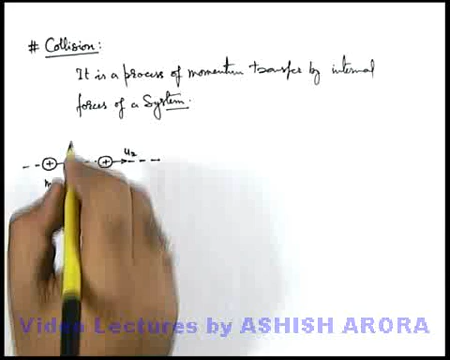 # Collision:
It is a process of momentum transfer by internal
forces of a System.
u₂
+ +
m
Video Lectures by ASHISH ARORA